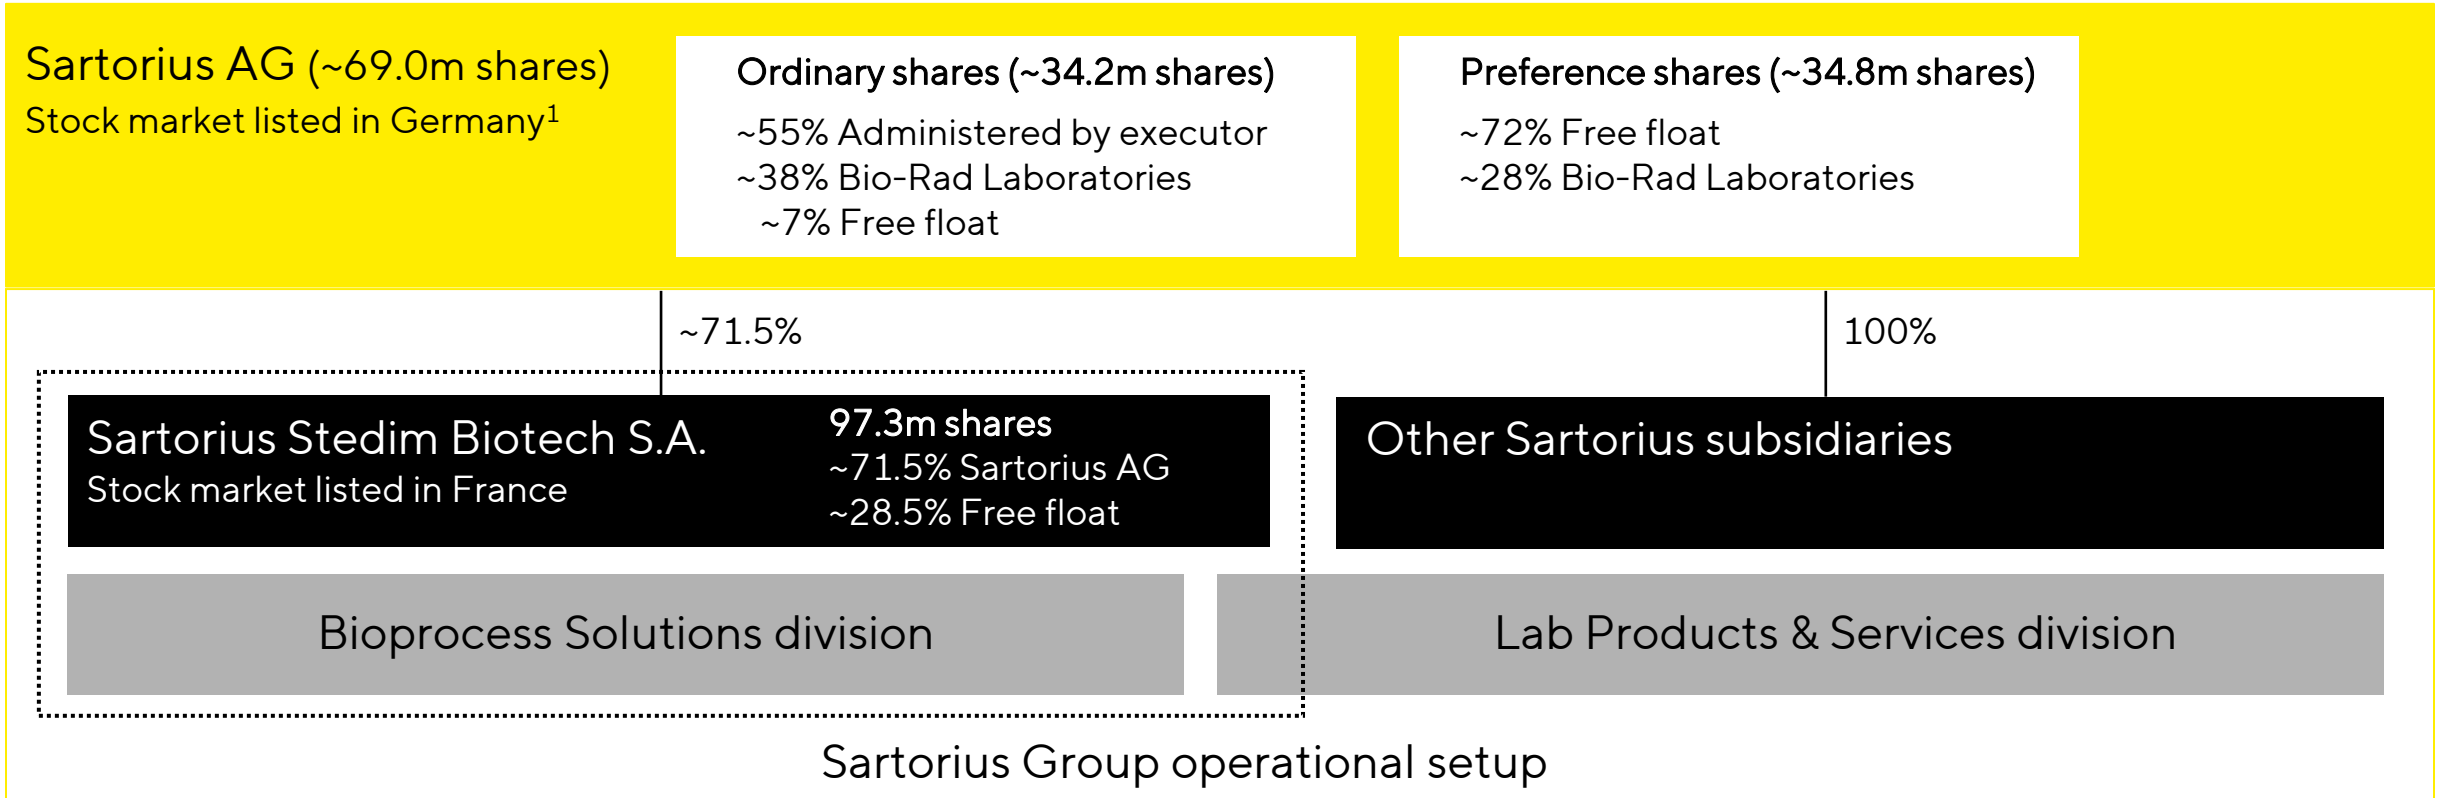 Sartorius AG (~69.0m shares)
Stock market listed in Germany¹
Ordinary shares (~34.2m shares)
~55% Administered by executor
~38% Bio-Rad Laboratories
~7% Free float
Preference shares (~34.8m shares)
~72% Free float
~28% Bio-Rad Laboratories
~71.5%
100%
Sartorius Stedim Biotech S.A.
Stock market listed in France
97.3m shares
~71.5% Sartorius AG
~28.5% Free float
Other Sartorius subsidiaries
Bioprocess Solutions division
Lab Products & Services division
Sartorius Group operational setup